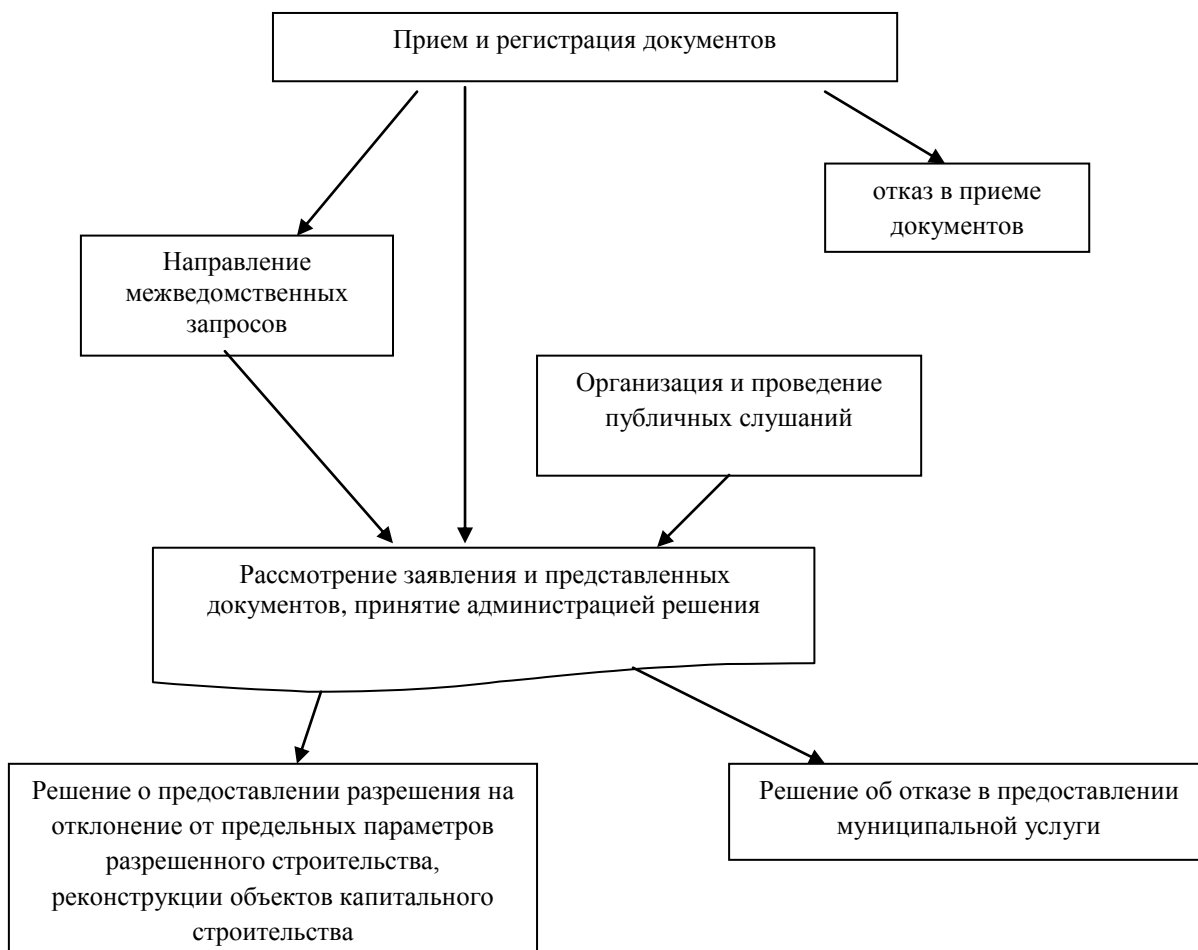 Прием и регистрация документов
отказ в приеме
документов
Направление
межведомственных
запросов
Организация и проведение
публичных слушаний
Рассмотрение заявления и представленных
документов, принятие администрацией решения
Решение о предоставлении разрешения на
отклонение от предельных параметров
разрешенного строительства,
реконструкции объектов капитального
строительства
Решение об отказе в предоставлении
муниципальной услуги